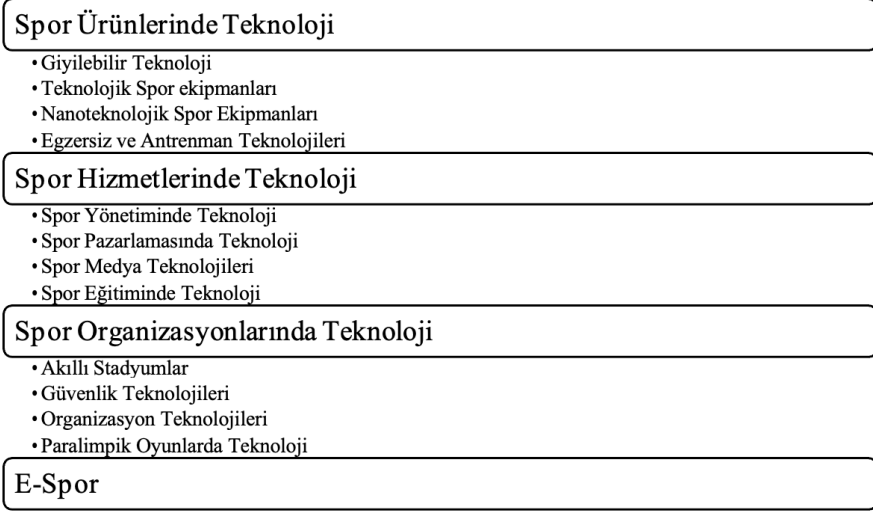 Spor Ürünlerinde Teknoloji
• Giyilebilir Teknoloji
• Teknolojik Spor ekipmanları
• Nanoteknolojik Spor Ekipmanları
• Egzersiz ve Antrenman Teknolojileri
Spor Hizmetlerinde Teknoloji
• Spor Yönetiminde Teknoloji
• Spor Pazarlamasında Teknoloji
• Spor Medya Teknolojileri
• Spor Eğitiminde Teknoloji
Spor Organizasyonlarında Teknoloji
• Akıllı Stadyumlar
• Güvenlik Teknolojileri
• Organizasyon Teknolojileri
• Paralimpik Oyunlarda Teknoloji
E-Spor